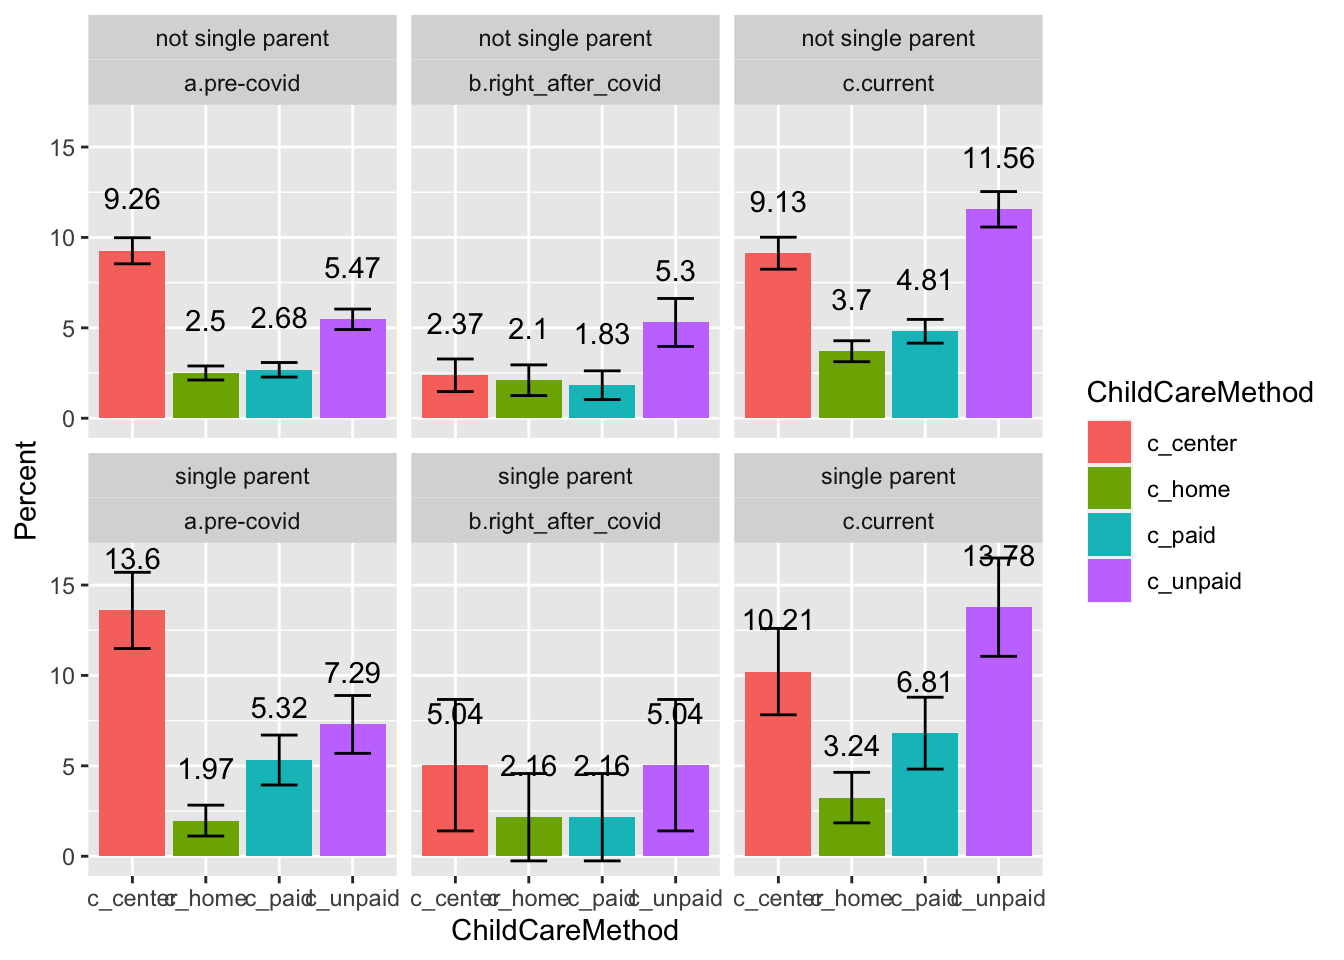 not single parent
not single parent
not single parent
a.pre-covid
b.right_after_covid
c.current
15
10
5
0
9.26
2.5
2.68
5.47
2.37
2.1
1.83
5.3
9.13
3.7
4.81
11.56
Percent
single parent
single parent
single parent
a.pre-covid
b.right_after_covid
c.current
15
10
5
0
13.6
1.97
5.32
7.29
5.04
2.16
2.16
5.04
10.21
3.24
6.81
13.78
c_center c_home c_paid c_unpaid
c_center c_home c_paid c_unpaid
c_center c_home c_paid c_unpaid
ChildCareMethod
ChildCareMethod
c_center
c_home
c_paid
c_unpaid